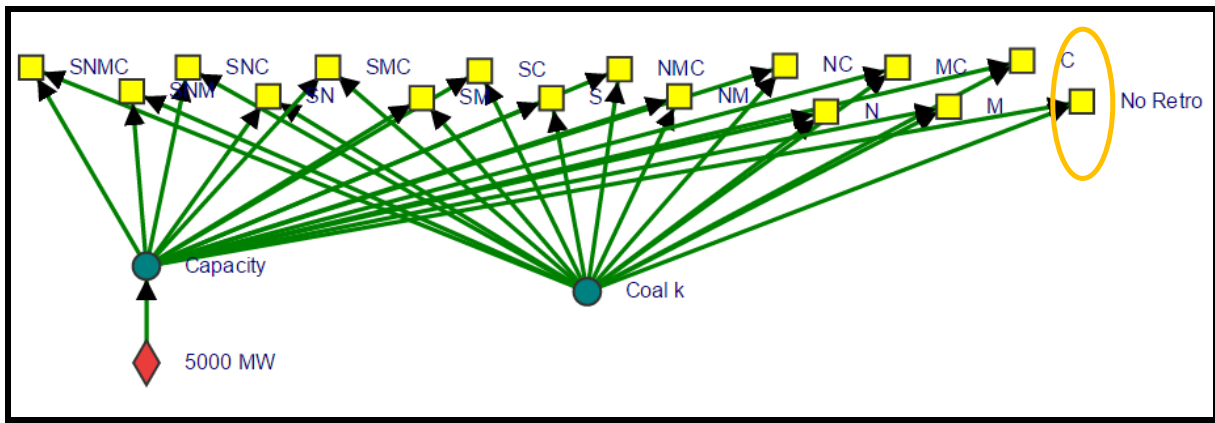 SNMC
SNC
SMC
SC
NMC
NC
MC
C
SNM
SN
SM
S
NM
N
M
No Retro
Capacity
Coal k
5000 MW